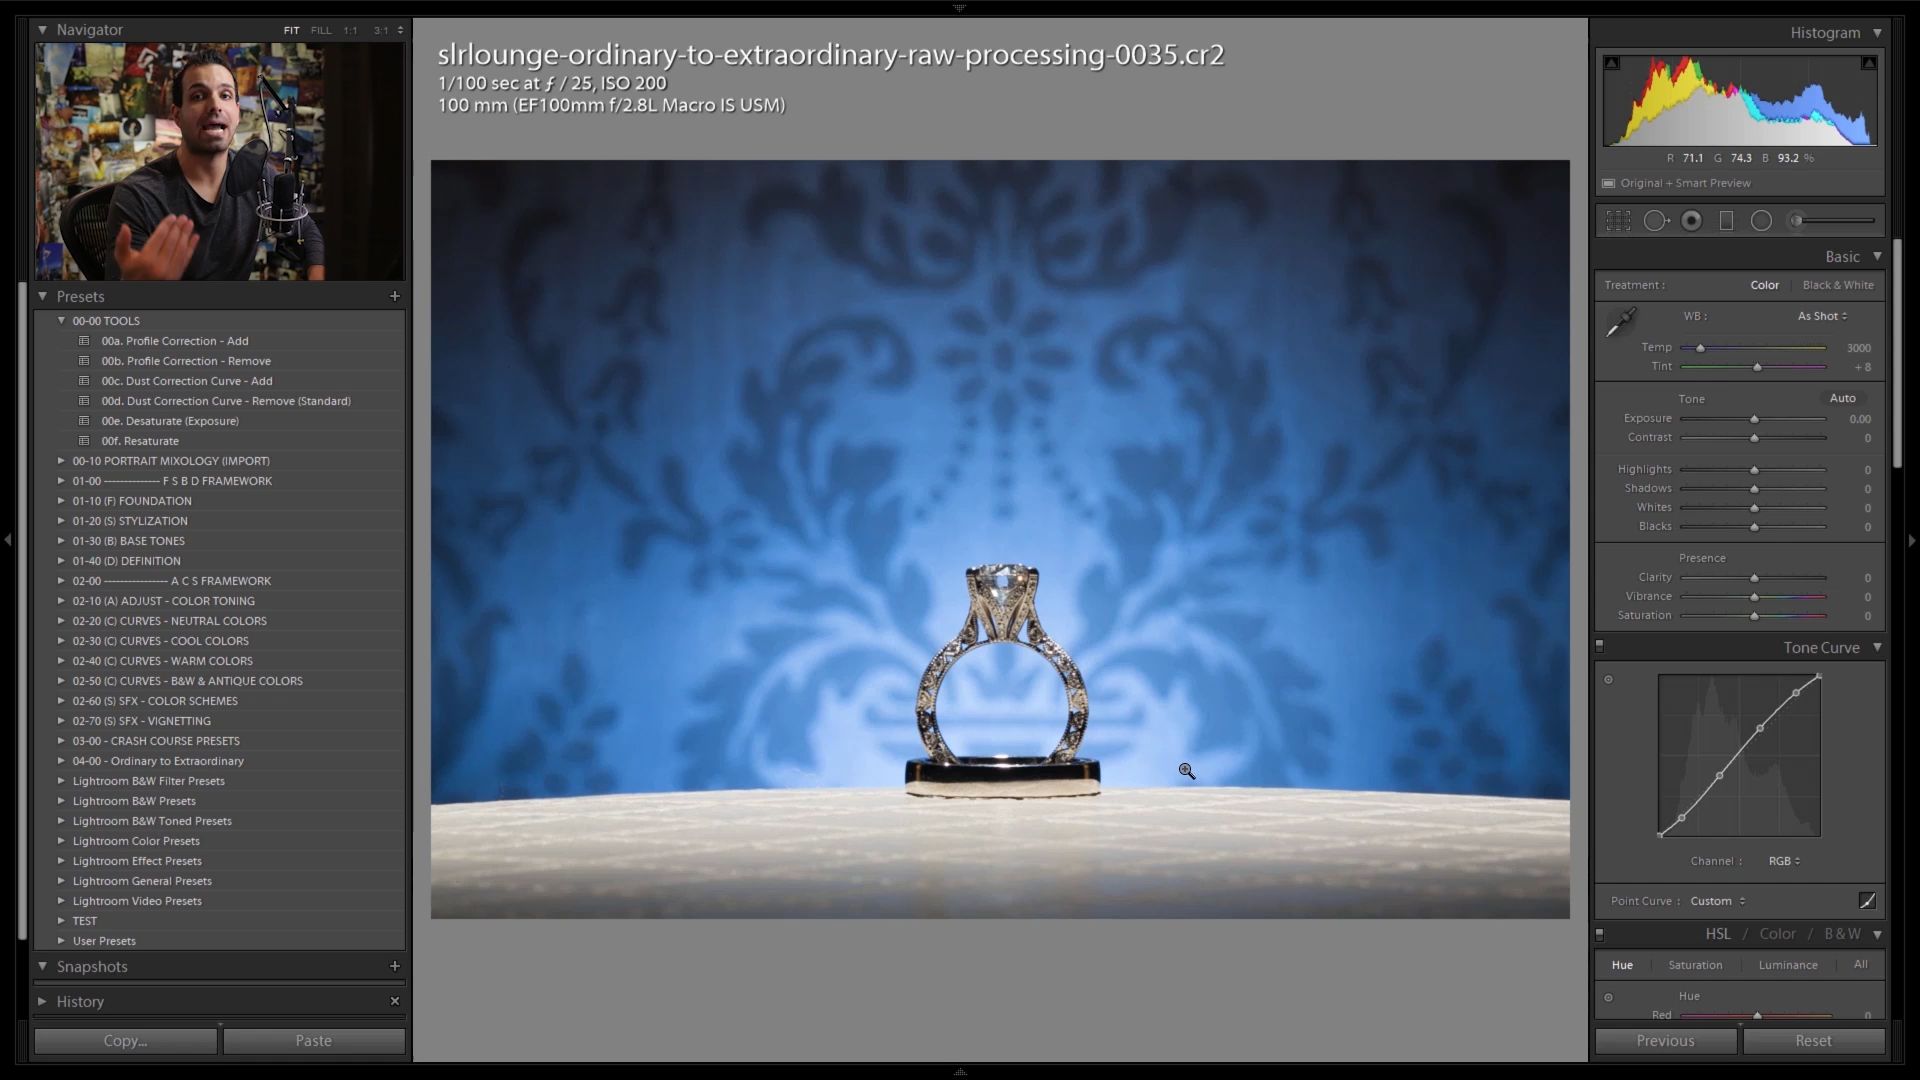 Navigator
FIT FILL 1:1 3:1
Presets
00-00 TOOLS
00a. Profile Correction - Add
00b. Profile Correction - Remove
00c. Dust Correction Curve - Add
00d. Dust Correction Curve - Remove (Standard)
00e. Desaturate (Exposure)
00f. Resaturate
00-10 PORTRAIT MIXOLOGY (IMPORT)
01-00 -------------- F S B D FRAMEWORK
01-10 (F) FOUNDATION
01-20 (S) STYLIZATION
01-30 (B) BASE TONES
01-40 (D) DEFINITION
02-00 ---------------- A C S FRAMEWORK
02-10 (A) ADJUST - COLOR TONING
02-20 (C) CURVES - NEUTRAL COLORS
02-30 (C) CURVES - COOL COLORS
02-40 (C) CURVES - WARM COLORS
02-50 (C) CURVES - B&W & ANTIQUE COLORS
02-60 (S) SFX - COLOR SCHEMES
02-70 (S) SFX - VIGNETTING
03-00 - CRASH COURSE PRESETS
04-00 - Ordinary to Extraordinary
Lightroom B&W Filter Presets
Lightroom B&W Presets
Lightroom B&W Toned Presets
Lightroom Color Presets
Lightroom Effect Presets
Lightroom General Presets
Lightroom Video Presets
TEST
User Presets
Snapshots
History
Copy... Paste
slrlounge-ordinary-to-extraordinary-raw-processing-0035.cr2
1/100 sec at ƒ / 25, ISO 200
100 mm (EF100mm f/2.8L Macro IS USM)
Histogram
R 71.1 G 74.3 B 93.2 %
Original + Smart Preview
Basic
Treatment : Color Black & White
WB : As Shot
Temp 3000
Tint + 8
Tone Auto
Exposure 0.00
Contrast 0
Highlights 0
Shadows 0
Whites 0
Blacks 0
Presence
Clarity 0
Vibrance 0
Saturation 0
Tone Curve
Channel : RGB
Point Curve : Custom
HSL / Color / B & W
Hue Saturation Luminance All
Hue
Red 0
Previous Reset